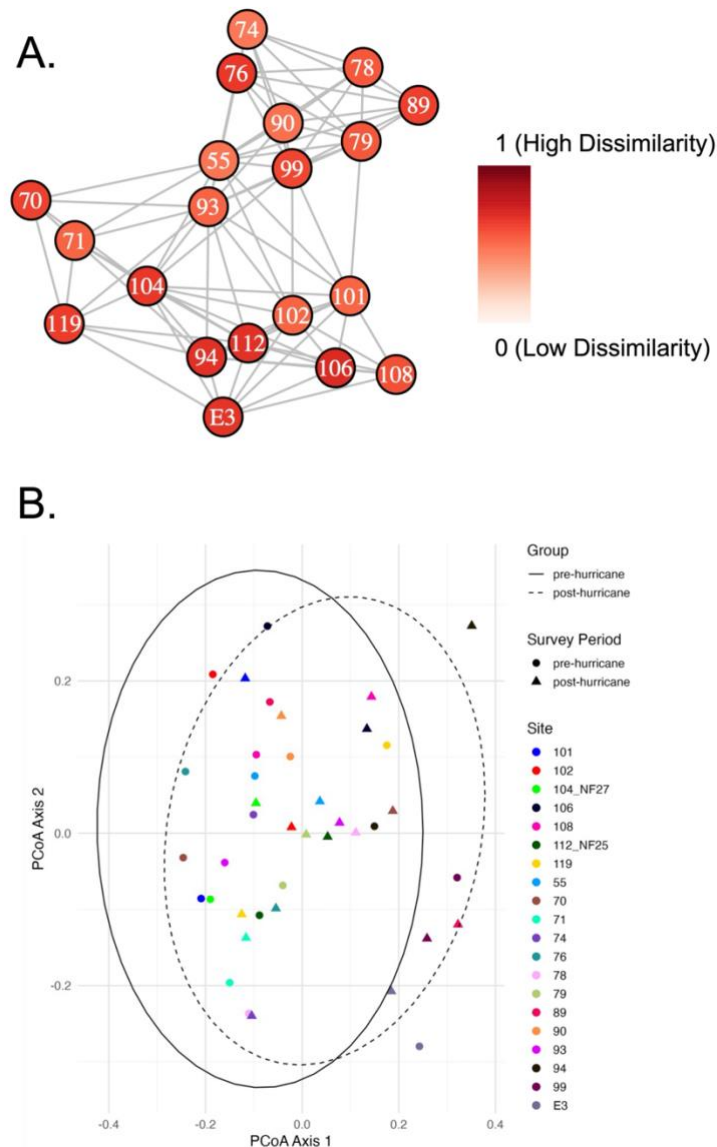 A.
74
76
78
89
90
79
55
99
1 (High Dissimilarity)
70
93
71
104
101
119
102
112
94
106
108
0 (Low Dissimilarity)
E3
B.
Group
pre-hurricane
post-hurricane
Survey Period
pre-hurricane
post-hurricane
Site
101
102
104_NF27
106
108
112_NF25
119
55
70
71
74
76
78
79
89
90
93
94
99
E3
PCoA Axis 2
0.2
0.0
-0.2
-0.4
-0.2
0.0
0.2
0.4
PCoA Axis 1